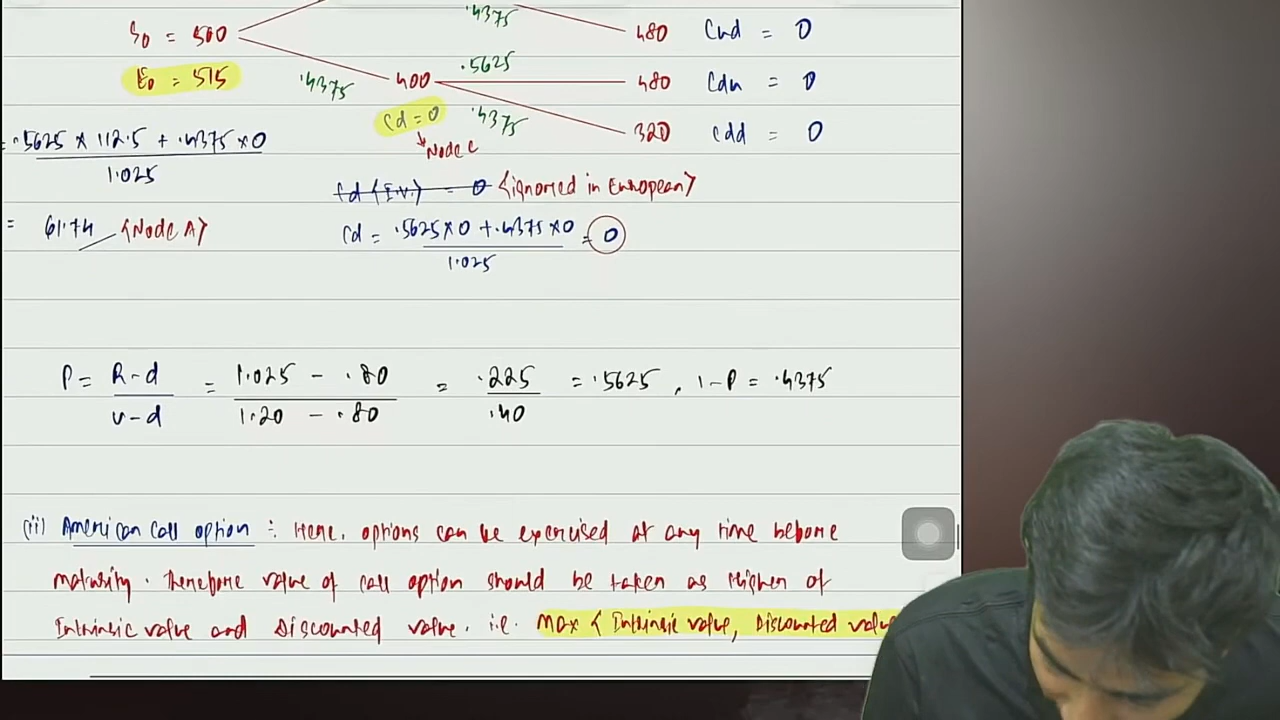 .4375
S0 = 500
480 Cud = 0
.5625
E0 = 515
.4375
400
480 Cdu = 0
Cd = 0
.4375
320 Cdd = 0
Node C
= .5625 × 112.5 + .4375 × 0
1.025
Cd (I.V.) = 0 {ignored in European}
= 61.74 {Node A}
Cd = .5625×0 + .4375×0 = 0
1.025
P = R-d = 1.025 - .80 = .225 = .5625, 1-P = .4375
u-d 1.20 - .80 .40
(ii) American Call option : Here, options can be exercised at any time before
maturity. Therefore value of call option should be taken as Higher of
Intrinsic value and Discounted value. i.e. Max { Intrinsic value, Discounted value